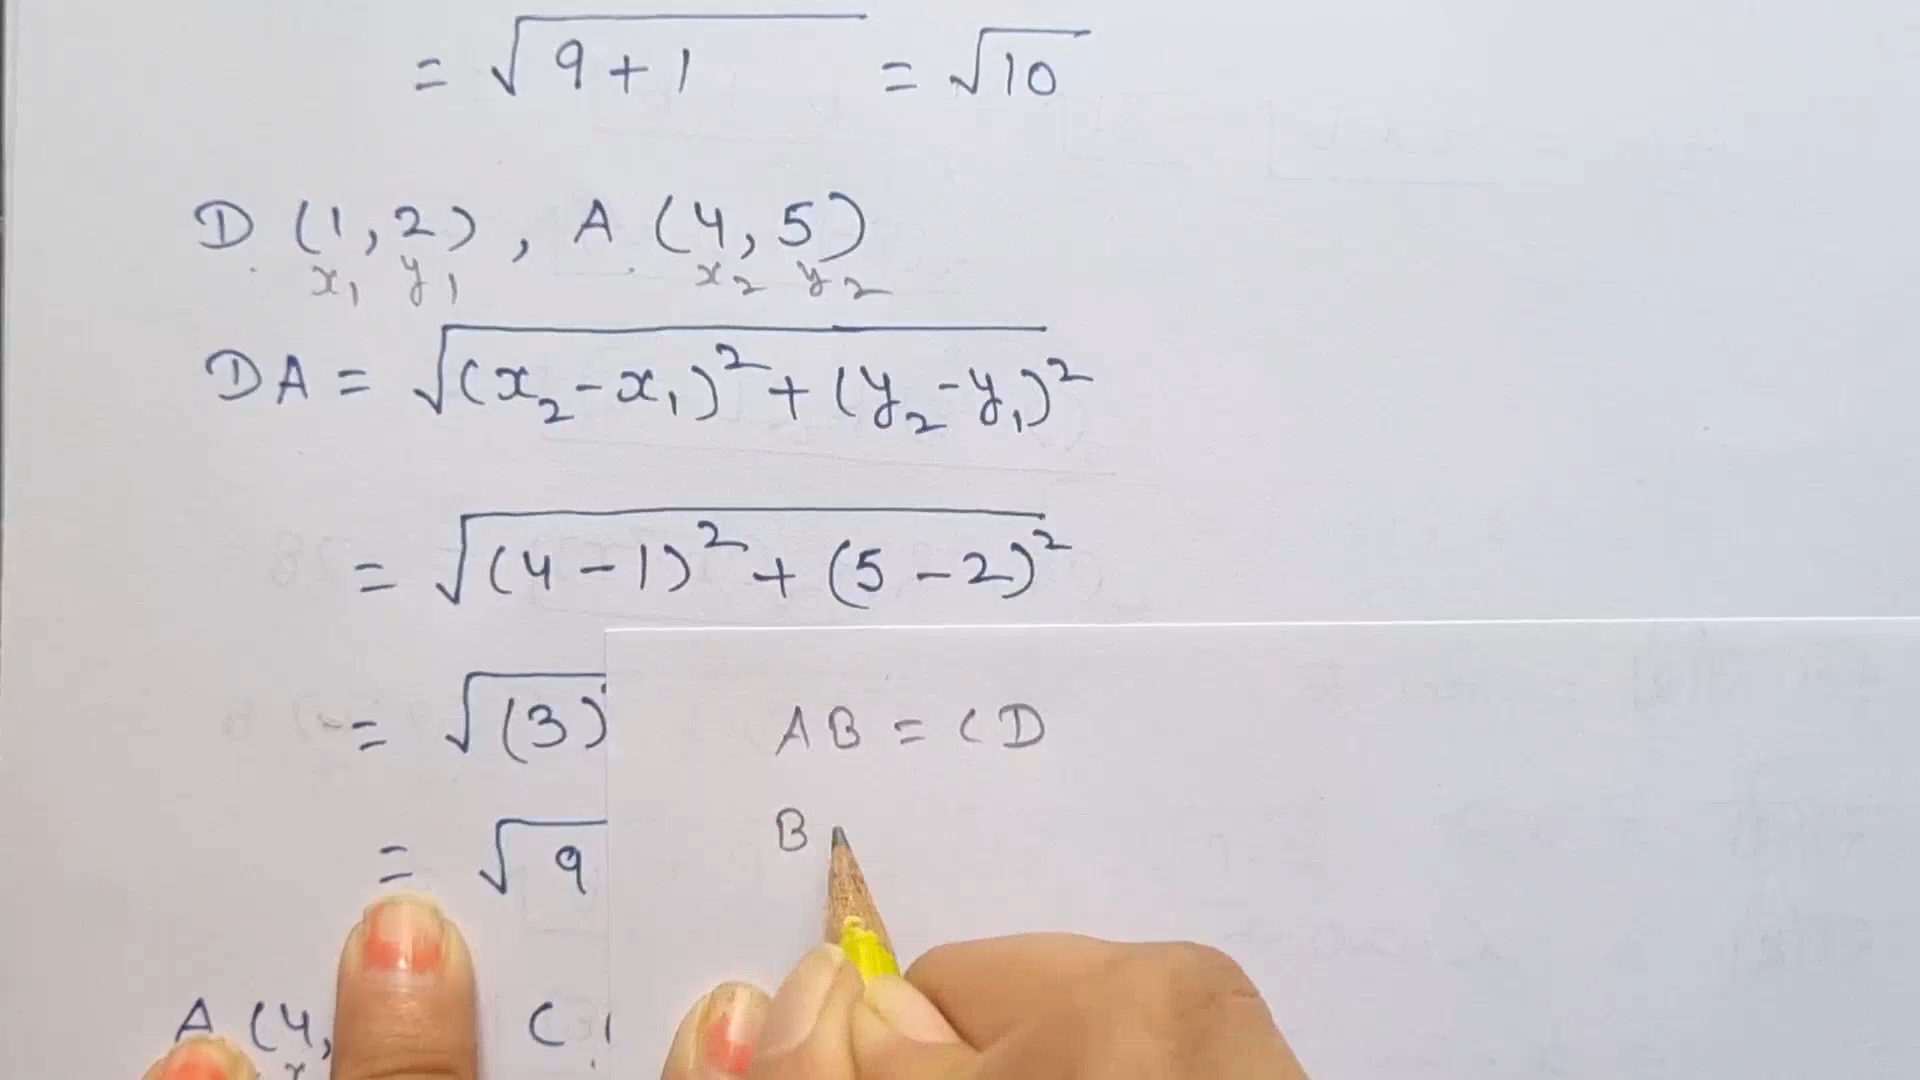 = √9+1 = √10
D (1,2), A (4,5)
x₁ y₁ x₂ y₂
DA = √(x₂-x₁)²+(y₂-y₁)²
= √(4-1)²+(5-2)²
= √(3)
AB = CD
B
= √9
A (4, C (